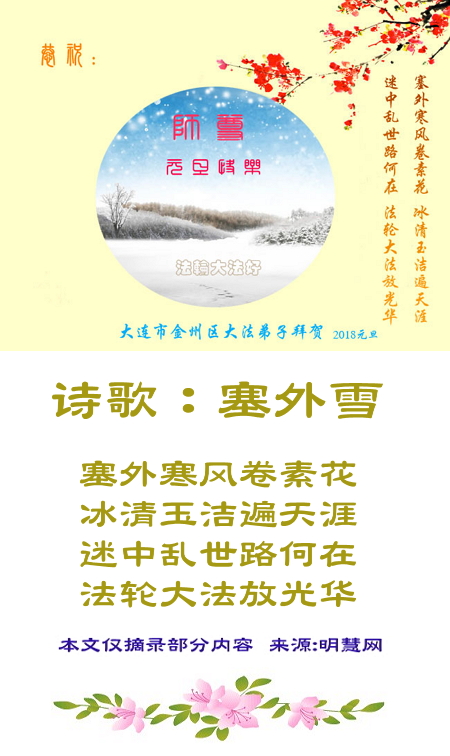 恭祝：
师尊
元旦快樂
法輪大法好
塞外寒风卷素花 冰清玉洁遍天涯
迷中乱世路何在 法轮大法放光华
大连市金州区大法弟子拜贺 2018元旦
诗歌：塞外雪
塞外寒风卷素花
冰清玉洁遍天涯
迷中乱世路何在
法轮大法放光华
本文仅摘录部分内容 来源:明慧网